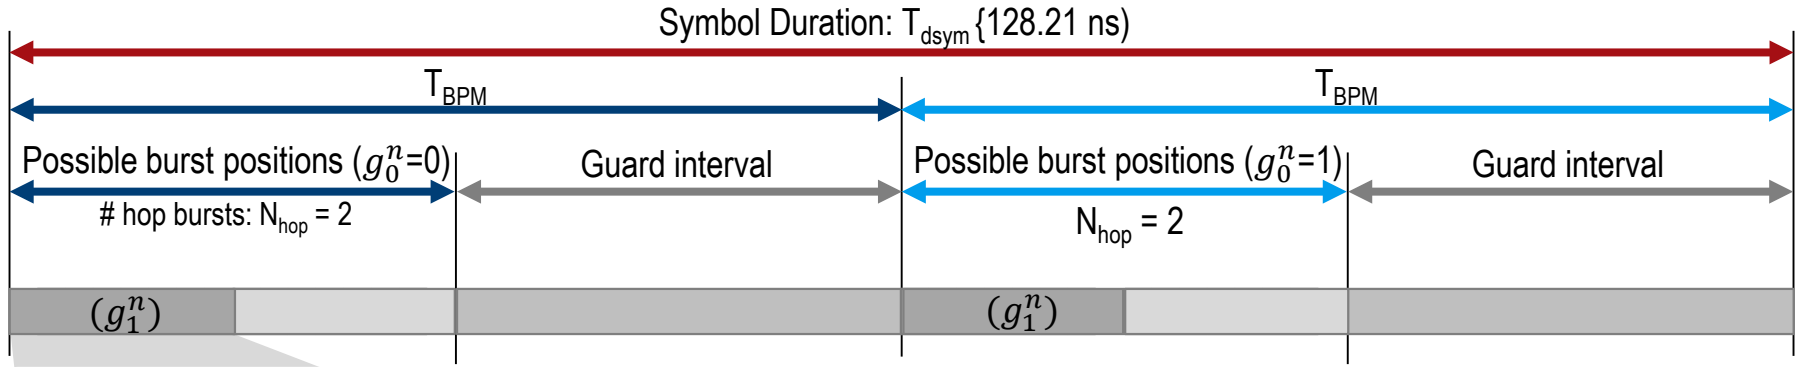 Symbol Duration: T_dsym {128.21 ns)
T_BPM T_BPM
Possible burst positions (g_0^n=0) Guard interval Possible burst positions (g_0^n=1) Guard interval
# hop bursts: N_hop = 2 N_hop = 2
(g_1^n) (g_1^n)